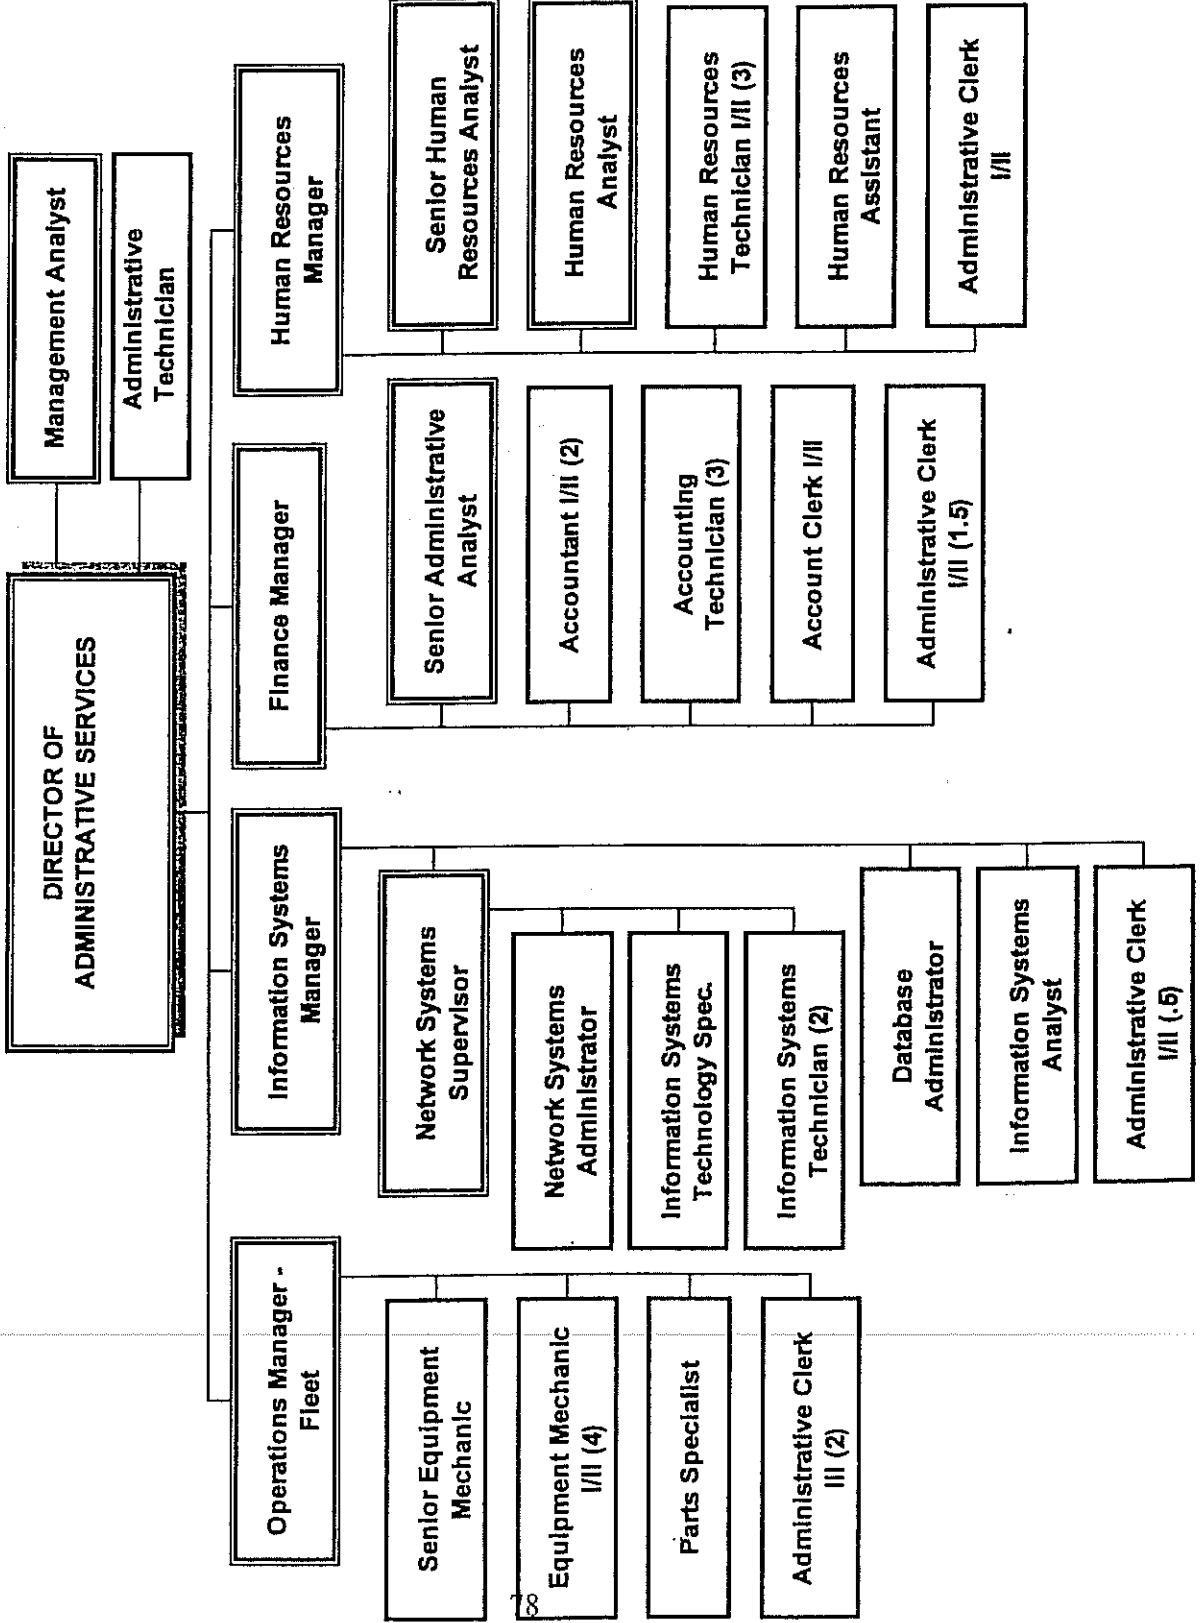 DIRECTOR OF
ADMINISTRATIVE SERVICES
Management Analyst
Administrative
Technician
Operations Manager -
Fleet
Senior Equipment
Mechanic
Equipment Mechanic
I/II (4)
Parts Specialist
Administrative Clerk
III (2)
Information Systems
Manager
Network Systems
Supervisor
Network Systems
Administrator
Information Systems
Technology Spec.
Information Systems
Technician (2)
Database
Administrator
Information Systems
Analyst
Administrative Clerk
I/II (.5)
Finance Manager
Senior Administrative
Analyst
Accountant I/II (2)
Accounting
Technician (3)
Account Clerk I/II
Administrative Clerk
I/II (1.5)
Human Resources
Manager
Senior Human
Resources Analyst
Human Resources
Analyst
Human Resources
Technician I/II (3)
Human Resources
Assistant
Administrative Clerk
I/II
78